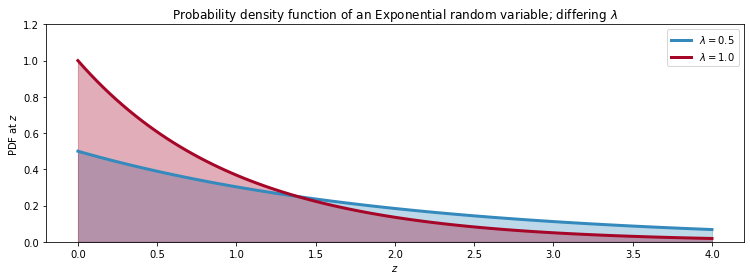 Probability density function of an Exponential random variable; differing λ
1.2
1.0
0.8
0.6
0.4
0.2
0.0
PDF at z
λ = 0.5
λ = 1.0
0.0 0.5 1.0 1.5 2.0 2.5 3.0 3.5 4.0
z